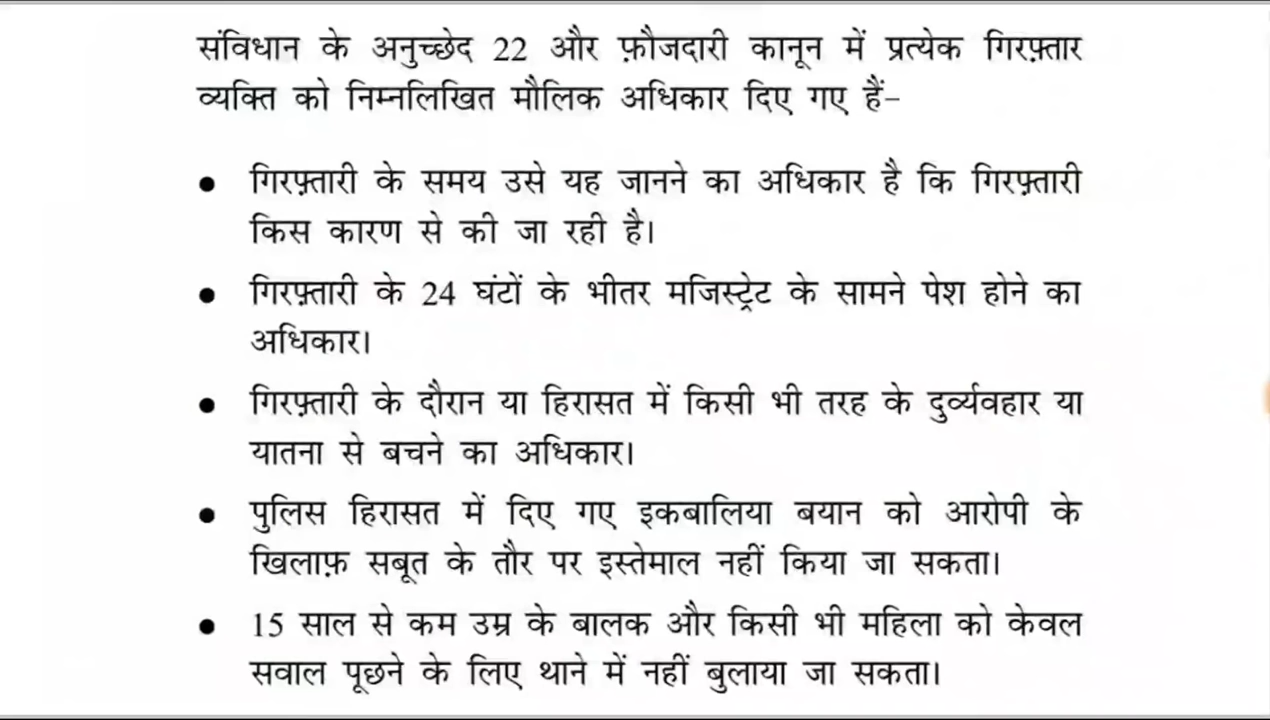 संविधान के अनुच्छेद 22 और फ़ौजदारी कानून में प्रत्येक गिरफ़्तार
व्यक्ति को निम्नलिखित मौलिक अधिकार दिए गए हैं–
● गिरफ़्तारी के समय उसे यह जानने का अधिकार है कि गिरफ़्तारी
किस कारण से की जा रही है।
● गिरफ़्तारी के 24 घंटों के भीतर मजिस्ट्रेट के सामने पेश होने का
अधिकार।
● गिरफ़्तारी के दौरान या हिरासत में किसी भी तरह के दुर्व्यवहार या
यातना से बचने का अधिकार।
● पुलिस हिरासत में दिए गए इकबालिया बयान को आरोपी के
खिलाफ़ सबूत के तौर पर इस्तेमाल नहीं किया जा सकता।
● 15 साल से कम उम्र के बालक और किसी भी महिला को केवल
सवाल पूछने के लिए थाने में नहीं बुलाया जा सकता।